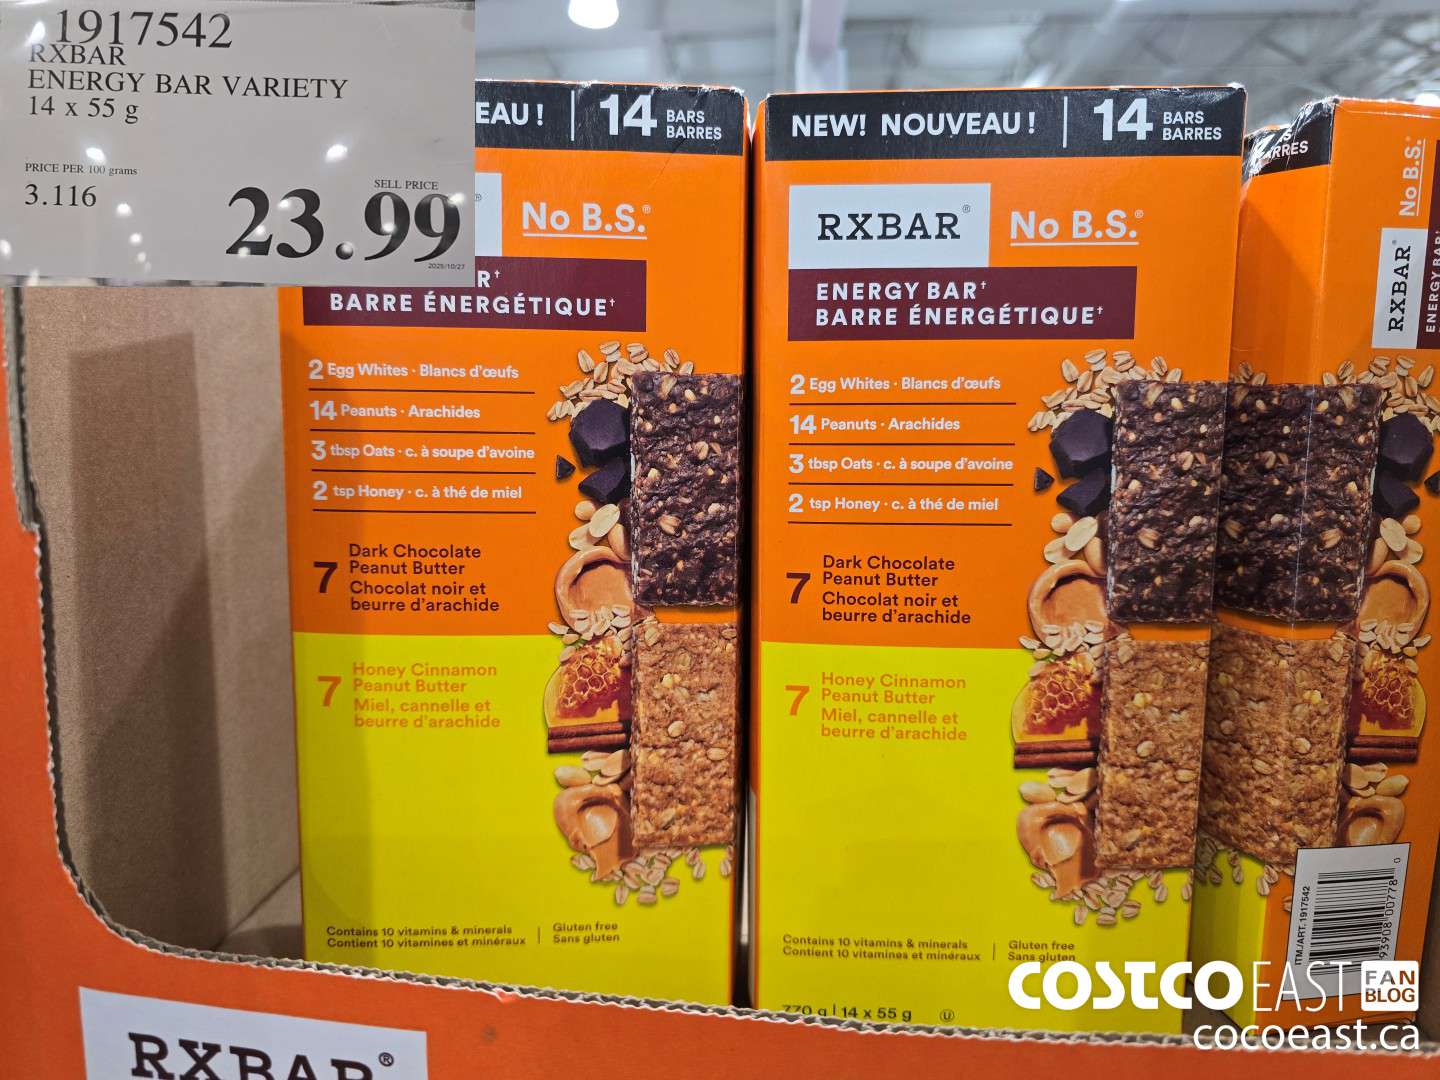 1917542
RXBAR
ENERGY BAR VARIETY
14 x 55 g
PRICE PER 100 grams
3.116
SELL PRICE
23.99
EAU !
14 BARS
BARRES
®
No B.S.®
R†
BARRE ÉNERGÉTIQUE†
2 Egg Whites · Blancs d'œufs
14 Peanuts · Arachides
3 tbsp Oats · c. à soupe d'avoine
2 tsp Honey · c. à thé de miel
7 Dark Chocolate
Peanut Butter
Chocolat noir et
beurre d'arachide
7 Honey Cinnamon
Peanut Butter
Miel, cannelle et
beurre d'arachide
Contains 10 vitamins & minerals
Contient 10 vitamines et minéraux
Gluten free
Sans gluten
NEW! NOUVEAU !
14 BARS
BARRES
RXBAR®
No B.S.®
ENERGY BAR†
BARRE ÉNERGÉTIQUE†
2 Egg Whites · Blancs d'œufs
14 Peanuts · Arachides
3 tbsp Oats · c. à soupe d'avoine
2 tsp Honey · c. à thé de miel
7 Dark Chocolate
Peanut Butter
Chocolat noir et
beurre d'arachide
7 Honey Cinnamon
Peanut Butter
Miel, cannelle et
beurre d'arachide
Contains 10 vitamins & minerals
Contient 10 vitamines et minéraux
Gluten free
Sans gluten
770 g | 14 x 55 g
U
RRES
No B.S.®
RXBAR®
ENERGY BAR
ITM./ART. 1917542
93908 00778 0
RXBAR®
COSTCO EAST FAN
BLOG
cocoeast.ca